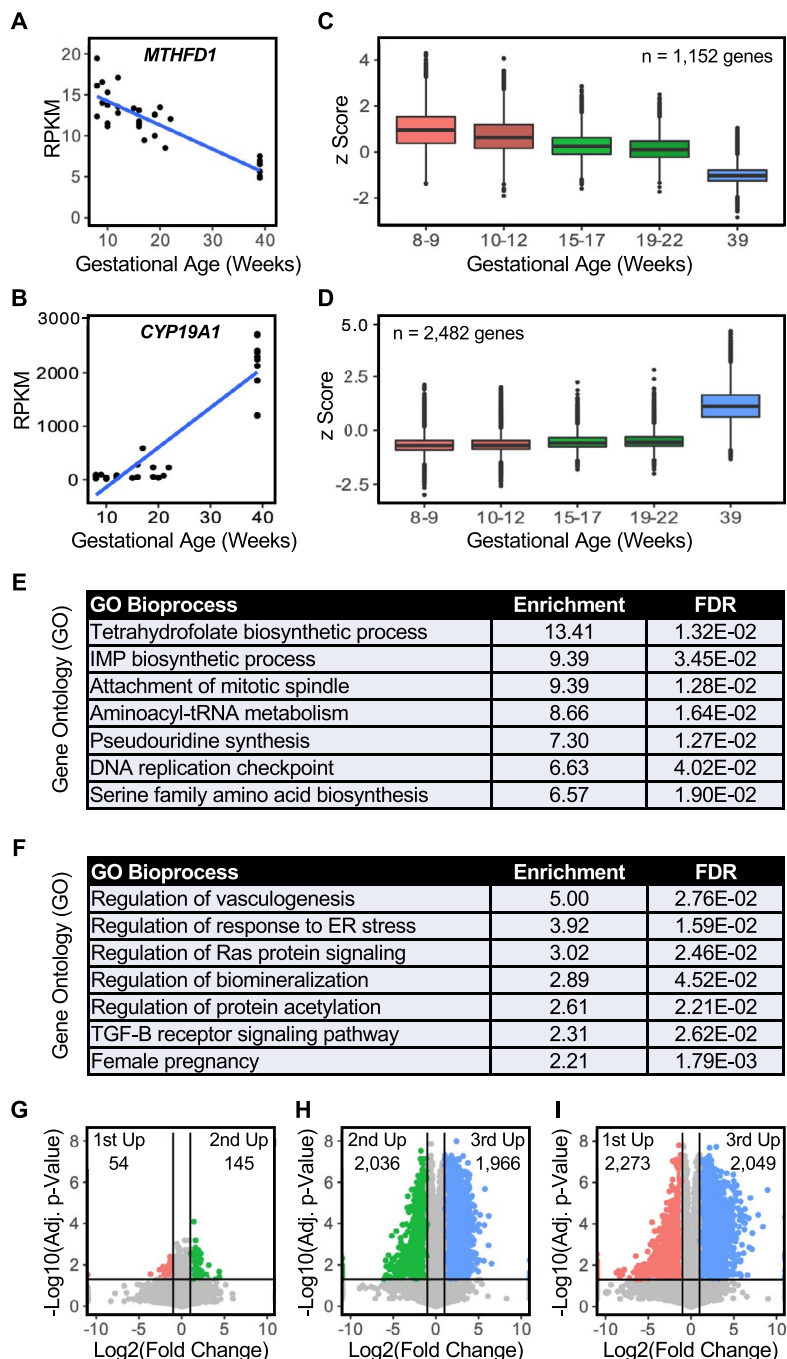 A
MTHFD1
20
15
10
5
0
RPKM
10 20 30 40
Gestational Age (Weeks)
C
n = 1,152 genes
4
2
0
-2
z Score
8-9 10-12 15-17 19-22 39
Gestational Age (Weeks)
B
CYP19A1
3000
2000
1000
0
RPKM
10 20 30 40
Gestational Age (Weeks)
D
n = 2,482 genes
5.0
2.5
0.0
-2.5
z Score
8-9 10-12 15-17 19-22 39
Gestational Age (Weeks)
E
Gene Ontology (GO)
GO Bioprocess Enrichment FDR
Tetrahydrofolate biosynthetic process 13.41 1.32E-02
IMP biosynthetic process 9.39 3.45E-02
Attachment of mitotic spindle 9.39 1.28E-02
Aminoacyl-tRNA metabolism 8.66 1.64E-02
Pseudouridine synthesis 7.30 1.27E-02
DNA replication checkpoint 6.63 4.02E-02
Serine family amino acid biosynthesis 6.57 1.90E-02
F
Gene Ontology (GO)
GO Bioprocess Enrichment FDR
Regulation of vasculogenesis 5.00 2.76E-02
Regulation of response to ER stress 3.92 1.59E-02
Regulation of Ras protein signaling 3.02 2.46E-02
Regulation of biomineralization 2.89 4.52E-02
Regulation of protein acetylation 2.61 2.21E-02
TGF-B receptor signaling pathway 2.31 2.62E-02
Female pregnancy 2.21 1.79E-03
G
1st Up 2nd Up
54 145
8
6
4
2
0
-Log10(Adj. p-Value)
-10 -5 0 5 10
Log2(Fold Change)
H
2nd Up 3rd Up
2,036 1,966
8
6
4
2
0
-Log10(Adj. p-Value)
-10 -5 0 5 10
Log2(Fold Change)
I
1st Up 3rd Up
2,273 2,049
8
6
4
2
0
-Log10(Adj. p-Value)
-10 -5 0 5 10
Log2(Fold Change)